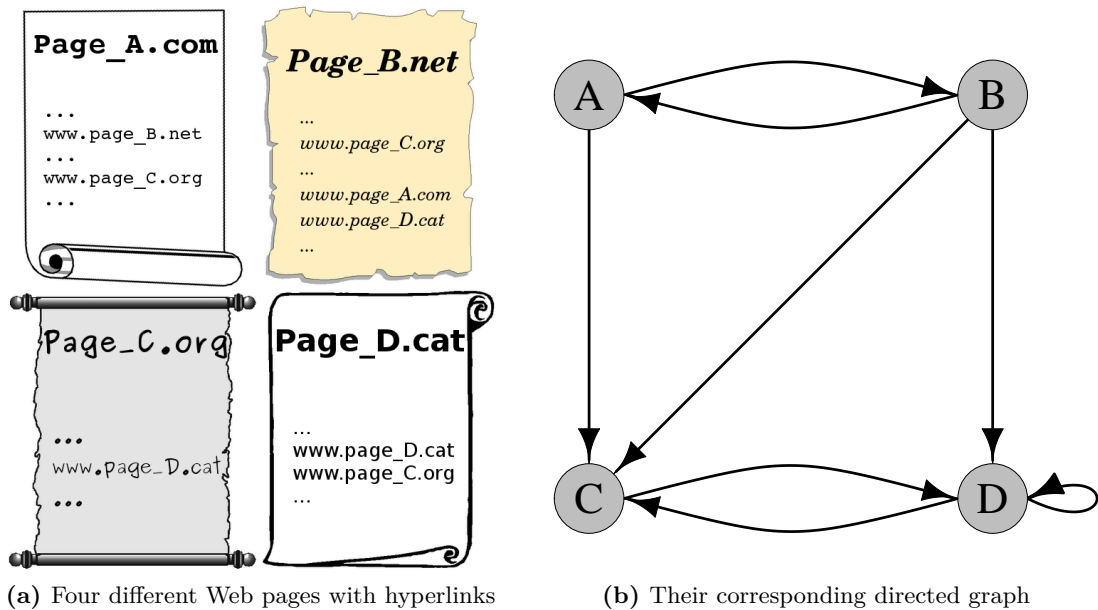 Page_A.com
...
www.page_B.net
...
www.page_C.org
...
Page_B.net
...
www.page_C.org
...
www.page_A.com
www.page_D.cat
...
Page_C.org
...
www.page_D.cat
...
Page_D.cat
...
www.page_D.cat
www.page_C.org
...
(a) Four different Web pages with hyperlinks
A
B
C
D
(b) Their corresponding directed graph